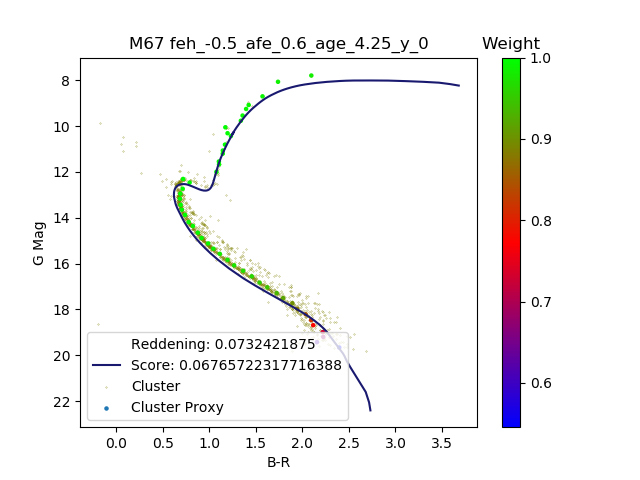 M67 feh_-0.5_afe_0.6_age_4.25_y_0
Weight
8
10
12
14
16
18
20
22
G Mag
0.0 0.5 1.0 1.5 2.0 2.5 3.0 3.5
B-R
Reddening: 0.0732421875
Score: 0.06765722317716388
Cluster
Cluster Proxy
1.0
0.9
0.8
0.7
0.6